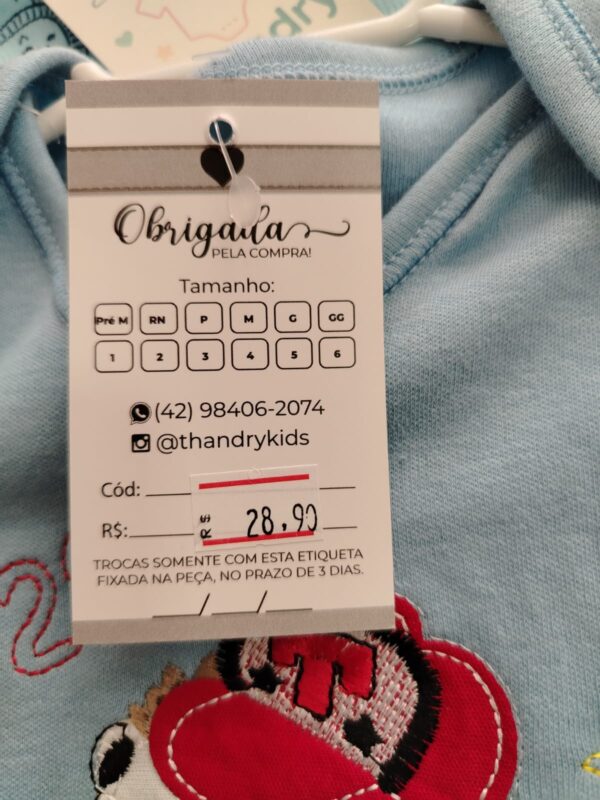 Obrigada
PELA COMPRA!
Tamanho:
Pré M RN P M G GG
1 2 3 4 5 6
(42) 98406-2074
@thandrykids
Cód:
R$: R$ 28,90
TROCAS SOMENTE COM ESTA ETIQUETA
FIXADA NA PEÇA, NO PRAZO DE 3 DIAS.